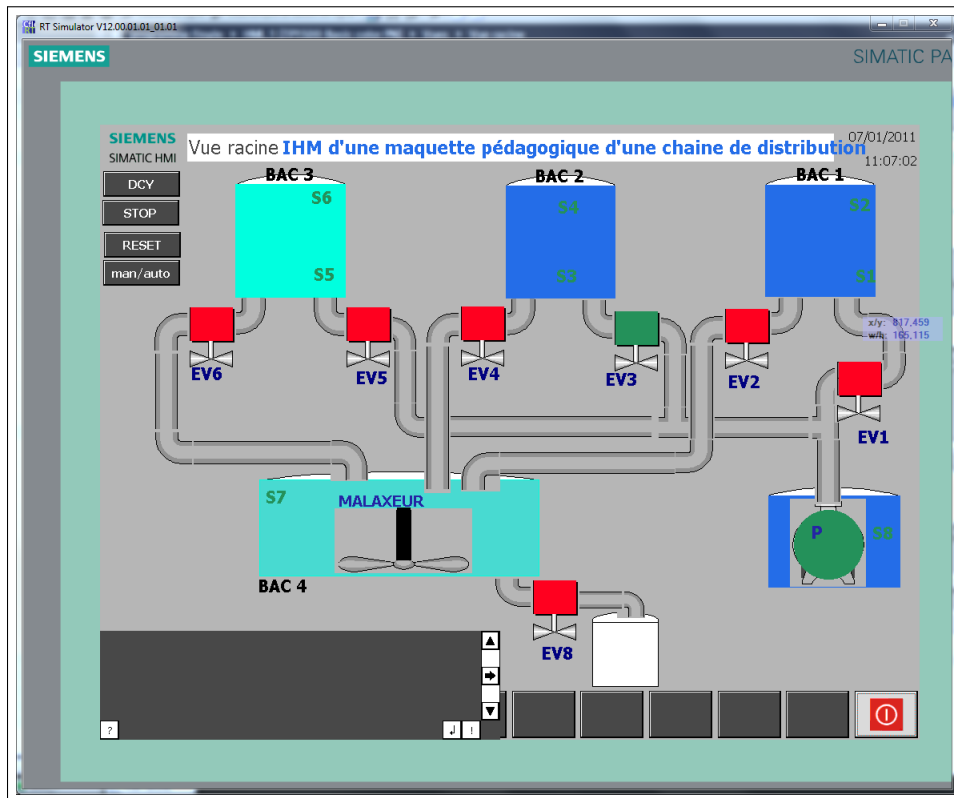 RT Simulator V12.00.01.01_01.01
SIEMENS
SIMATIC PA
SIEMENS
SIMATIC HMI
Vue racine IHM d'une maquette pédagogique d'une chaine de distribution
07/01/2011
11:07:02
DCY
STOP
RESET
man/auto
BAC 3
BAC 2
BAC 1
S6
S4
S2
S5
S3
S1
x/y: 817,459
w/h: 165,115
EV6
EV5
EV4
EV3
EV2
EV1
S7
MALAXEUR
P
S8
BAC 4
EV8
?
!